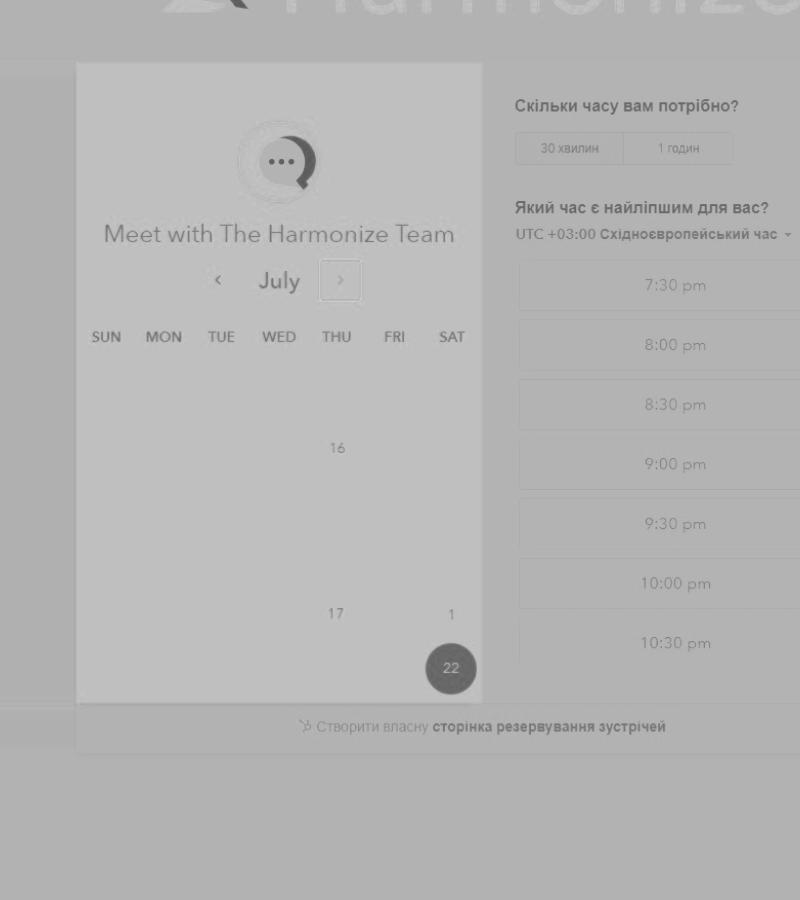 Harmonize
Meet with The Harmonize Team
July
SUN MON TUE WED THU FRI SAT
16
17 1
22
Скільки часу вам потрібно?
30 хвилин 1 годин
Який час є найліпшим для вас?
UTC +03:00 Східноєвропейський час
7:30 pm
8:00 pm
8:30 pm
9:00 pm
9:30 pm
10:00 pm
10:30 pm
Створити власну сторінка резервування зустрічей